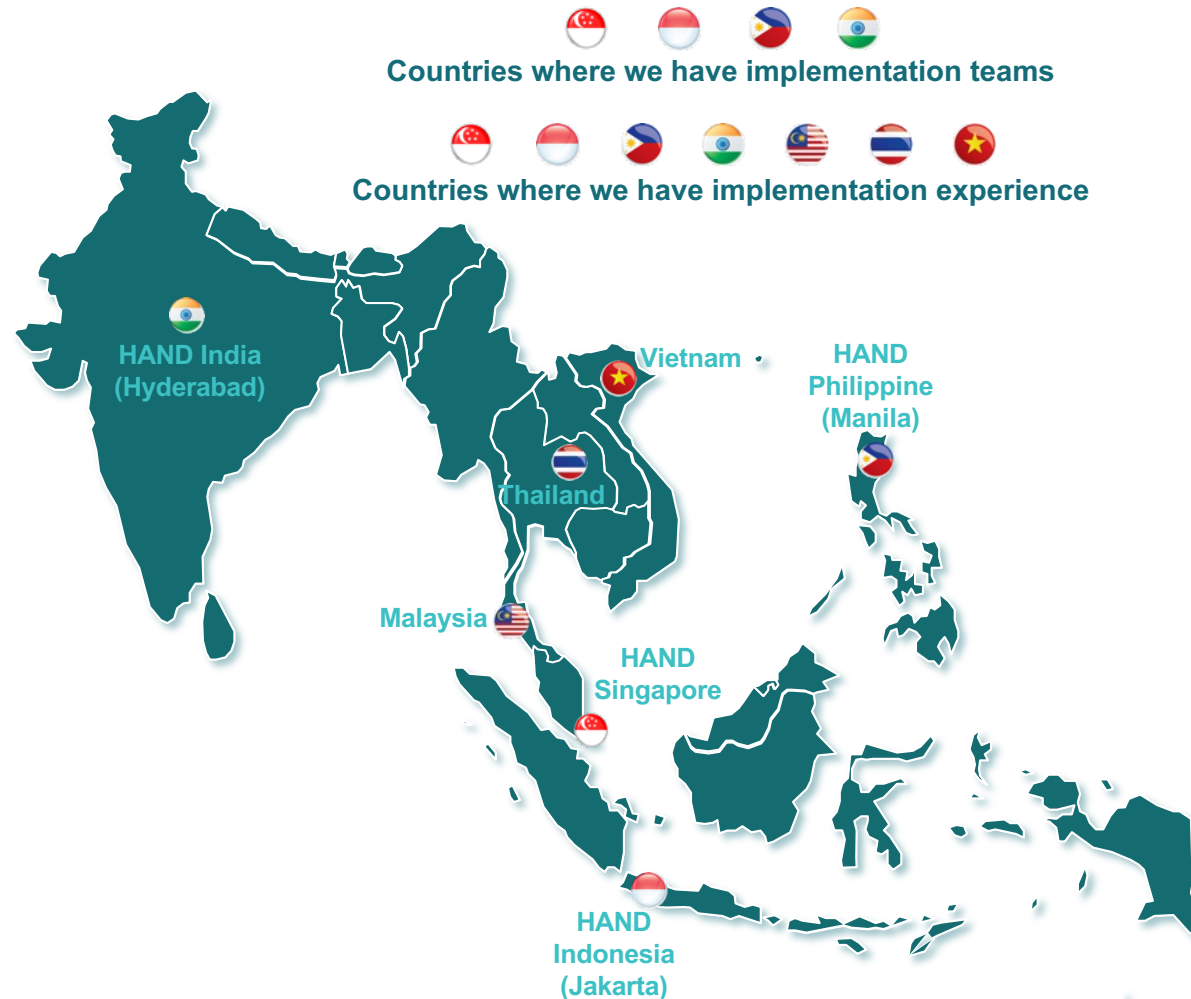 Countries where we have implementation teams
Countries where we have implementation experience
HAND India
(Hyderabad)
Vietnam
HAND
Philippine
(Manila)
Thailand
Malaysia
HAND
Singapore
HAND
Indonesia
(Jakarta)